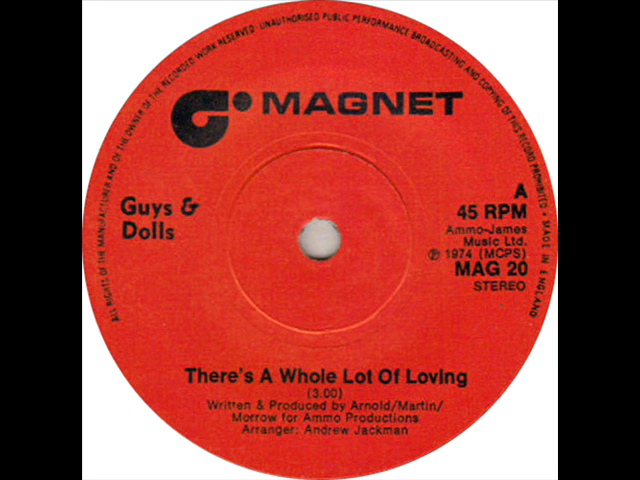 ALL RIGHTS OF THE MANUFACTURER AND OF THE OWNER OF THE RECORDED WORK RESERVED · UNAUTHORISED PUBLIC PERFORMANCE BROADCASTING AND COPYING OF THIS RECORD PROHIBITED • MADE IN ENGLAND
MAGNET
Guys &
Dolls
A
45 RPM
Ammo-James
Music Ltd.
℗ 1974 (MCPS)
MAG 20
STEREO
There's A Whole Lot Of Loving
(3.00)
Written & Produced by Arnold/Martin/
Morrow for Ammo Productions
Arranger: Andrew Jackman